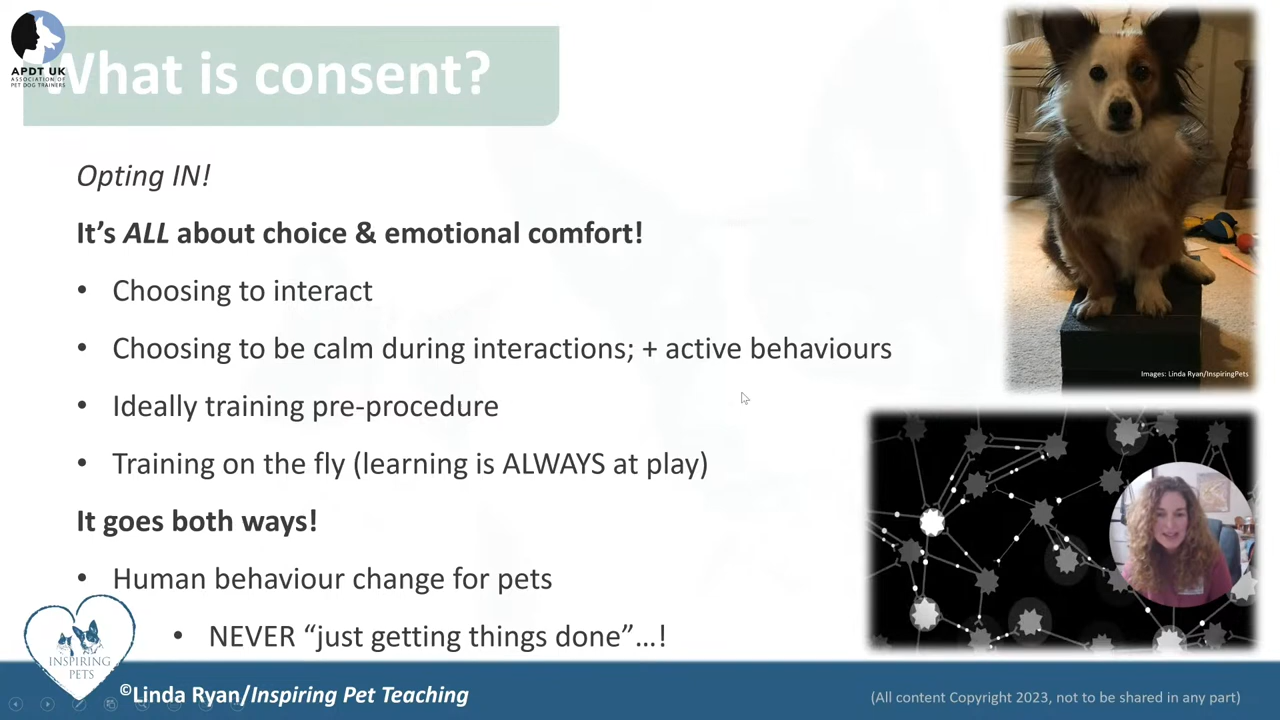 APDT UK
ASSOCIATION OF
PET DOG TRAINERS
What is consent?
Opting IN!
It's ALL about choice & emotional comfort!
• Choosing to interact
• Choosing to be calm during interactions; + active behaviours
• Ideally training pre-procedure
• Training on the fly (learning is ALWAYS at play)
It goes both ways!
• Human behaviour change for pets
• NEVER “just getting things done”…!
Images: Linda Ryan/InspiringPets
INSPIRING
PETS
©Linda Ryan/Inspiring Pet Teaching
(All content Copyright 2023, not to be shared in any part)